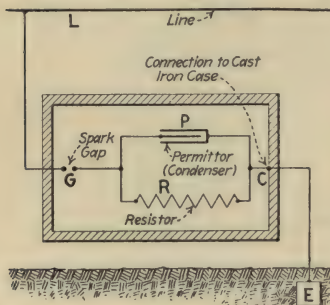 L
Line
Connection to Cast
Iron Case
Spark
Gap
P
Permittor
(Condenser)
G
R
C
Resistor
E